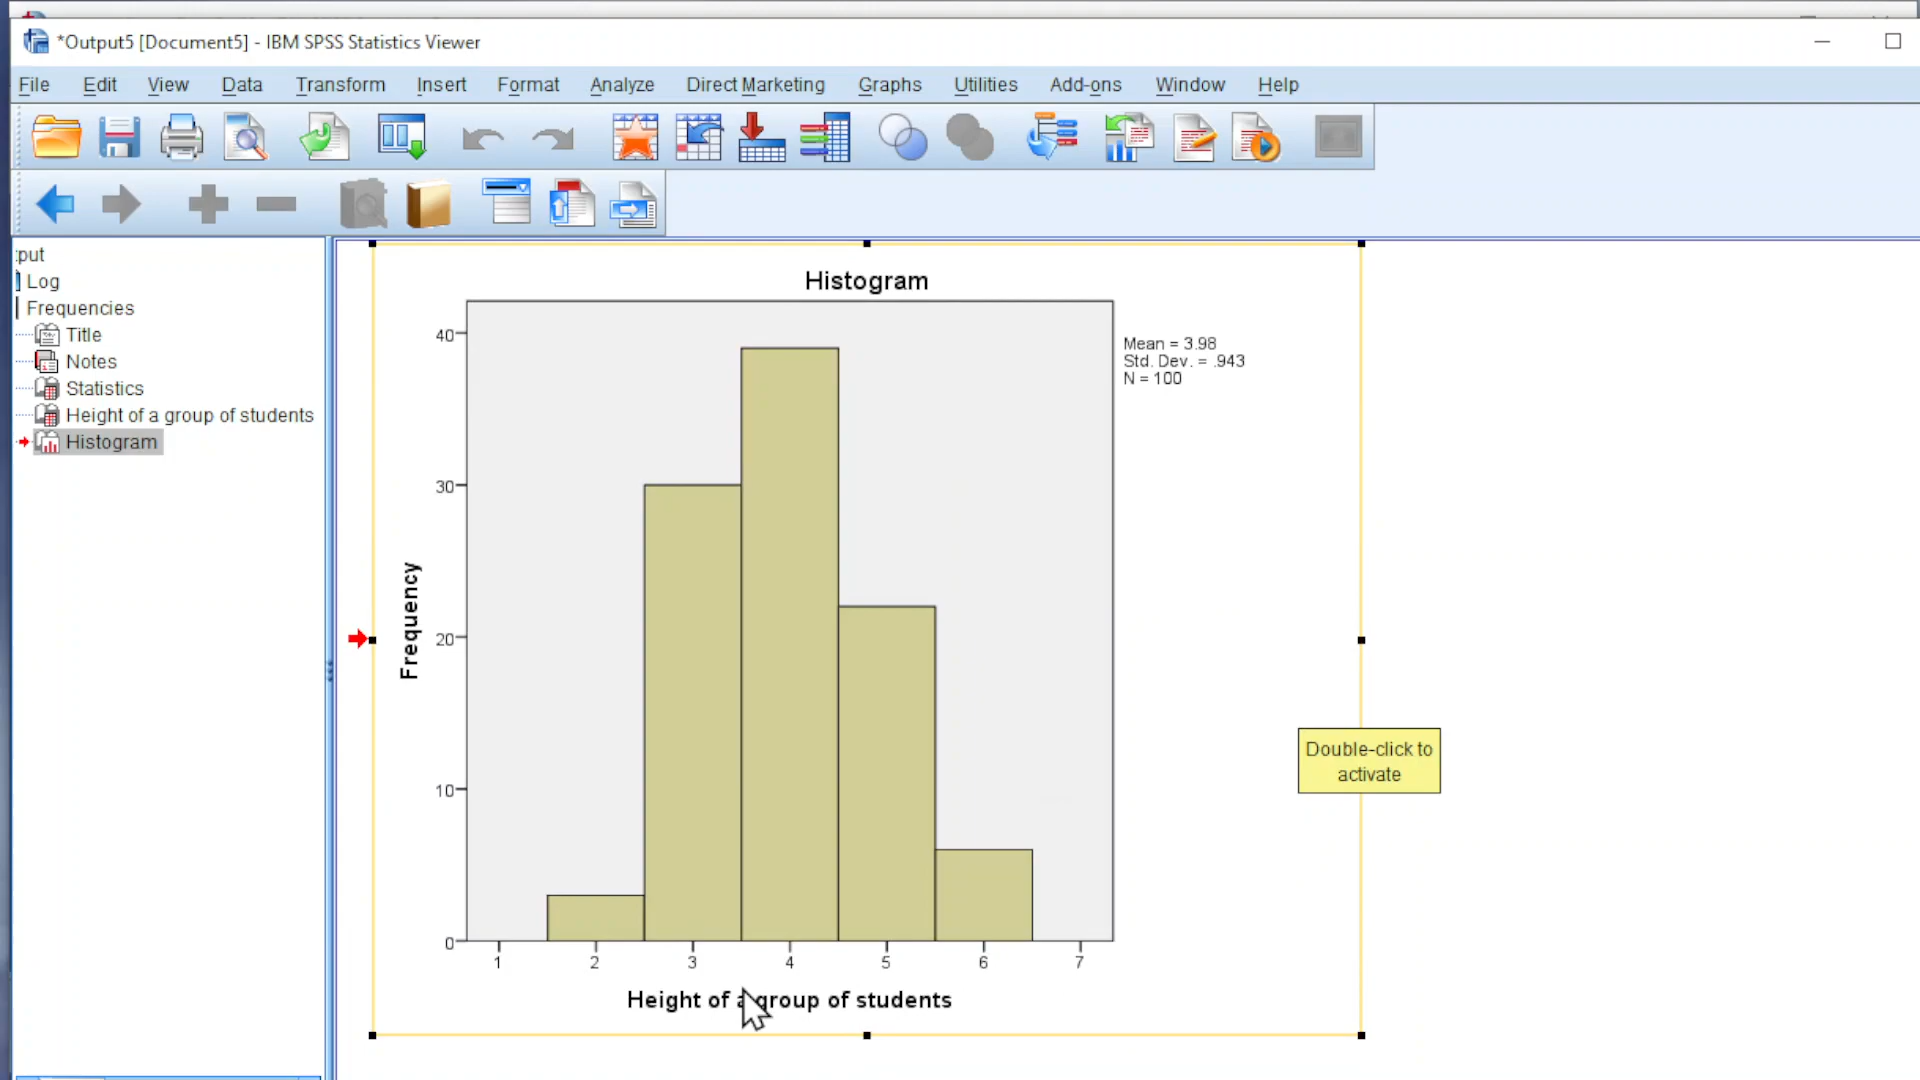 *Output5 [Document5] - IBM SPSS Statistics Viewer
File Edit View Data Transform Insert Format Analyze Direct Marketing Graphs Utilities Add-ons Window Help
:put
Log
Frequencies
Title
Notes
Statistics
Height of a group of students
Histogram
Histogram
Mean = 3.98
Std. Dev. = .943
N = 100
Frequency
40
30
20
10
0
1 2 3 4 5 6 7
Height of a group of students
Double-click to
activate